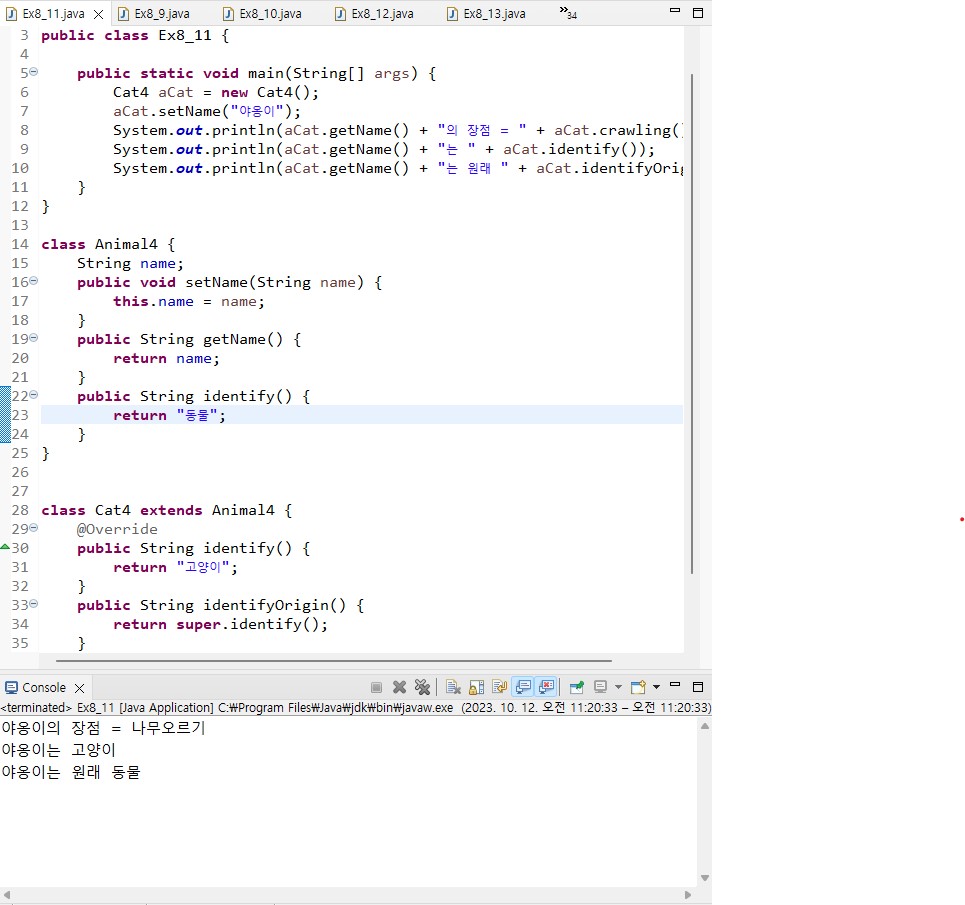 Ex8_11.java Ex8_9.java Ex8_10.java Ex8_12.java Ex8_13.java »34
3 public class Ex8_11 {
4
5 public static void main(String[] args) {
6 Cat4 aCat = new Cat4();
7 aCat.setName("야옹이");
8 System.out.println(aCat.getName() + "의 장점 = " + aCat.crawling()
9 System.out.println(aCat.getName() + "는 " + aCat.identify());
10 System.out.println(aCat.getName() + "는 원래 " + aCat.identifyOrig
11 }
12 }
13
14 class Animal4 {
15 String name;
16 public void setName(String name) {
17 this.name = name;
18 }
19 public String getName() {
20 return name;
21 }
22 public String identify() {
23 return "동물";
24 }
25 }
26
27
28 class Cat4 extends Animal4 {
29 @Override
30 public String identify() {
31 return "고양이";
32 }
33 public String identifyOrigin() {
34 return super.identify();
35 }
Console
<terminated> Ex8_11 [Java Application] C:₩Program Files₩Java₩jdk₩bin₩javaw.exe (2023. 10. 12. 오전 11:20:33 – 오전 11:20:33)
야옹이의 장점 = 나무오르기
야옹이는 고양이
야옹이는 원래 동물